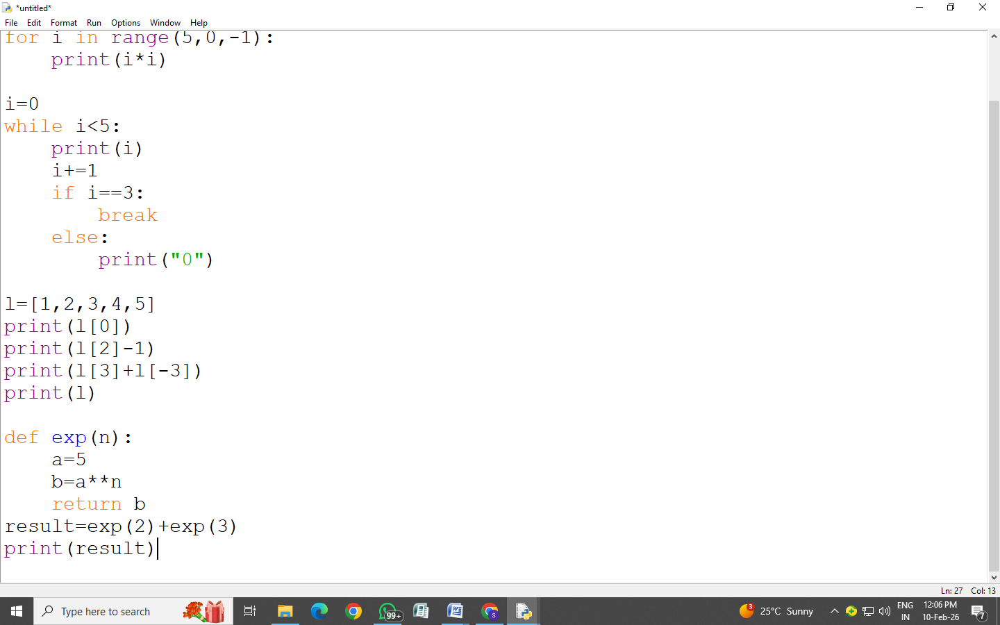 *untitled*
File Edit Format Run Options Window Help
for i in range(5,0,-1):
    print(i*i)

i=0
while i<5:
    print(i)
    i+=1
    if i==3:
        break
    else:
        print("0")

l=[1,2,3,4,5]
print(l[0])
print(l[2]-1)
print(l[3]+l[-3])
print(l)

def exp(n):
    a=5
    b=a**n
    return b
result=exp(2)+exp(3)
print(result)
Ln: 27 Col: 13
Type here to search
99+
W
S
3
25°C Sunny
ENG
IN
12:06 PM
10-Feb-26
7